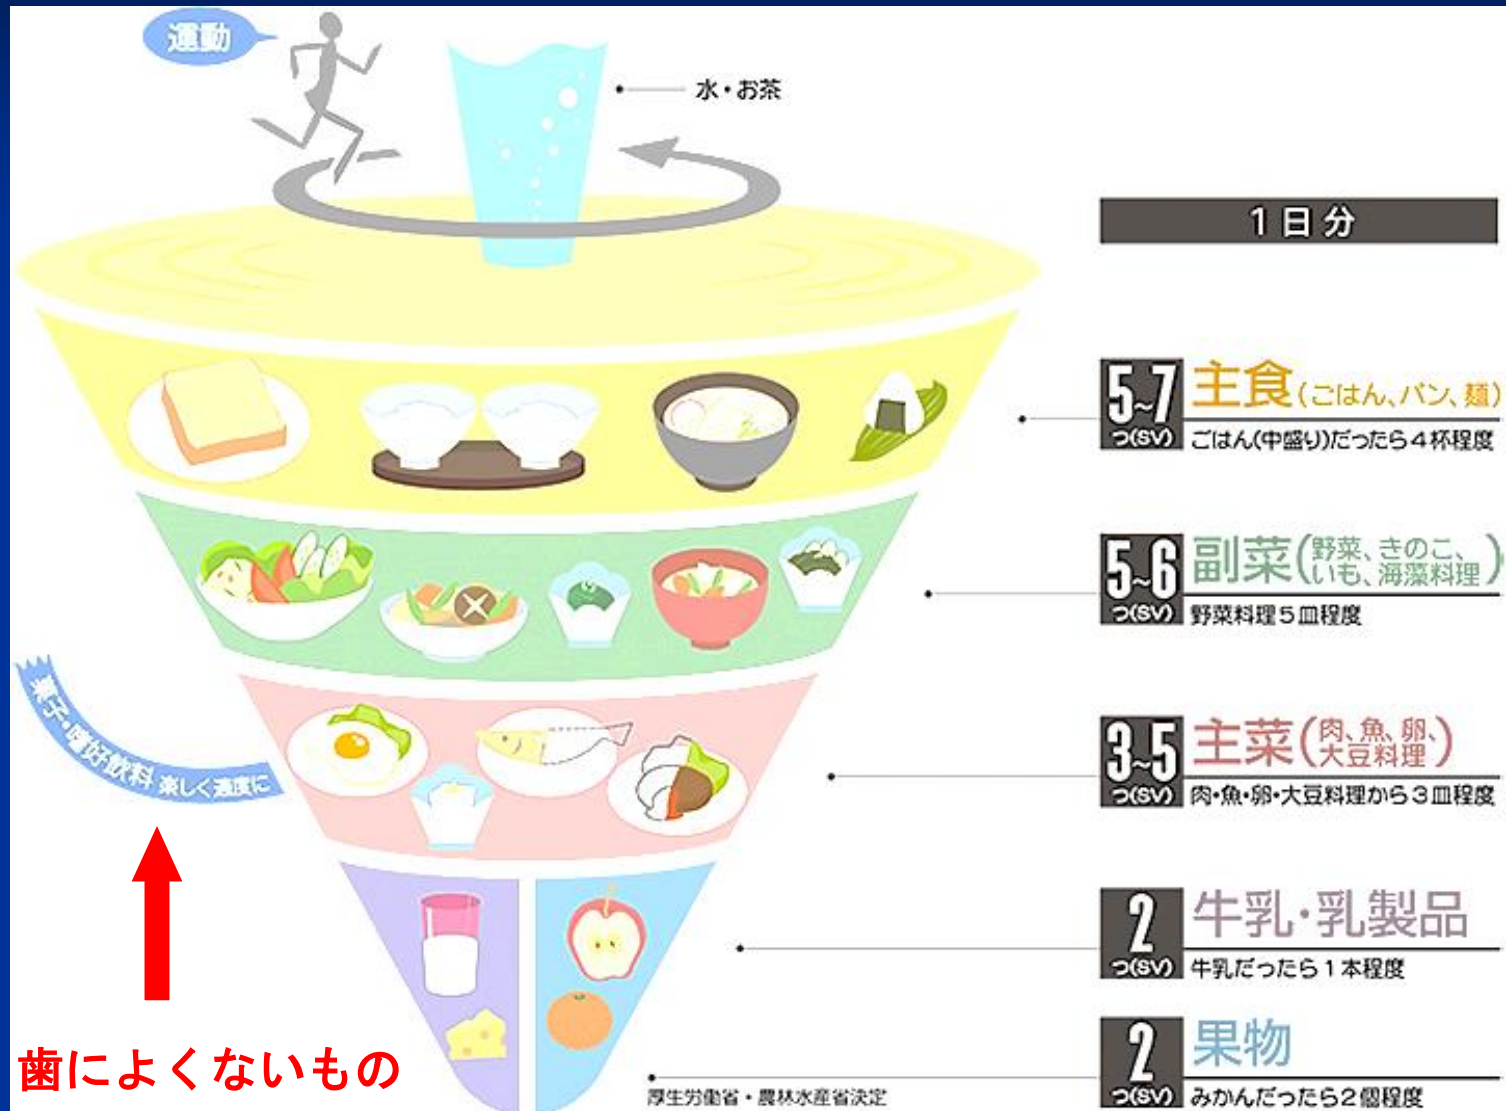 運動
水・お茶
1日分
5~7
つ(SV)
主食(ごはん、パン、麺)
ごはん(中盛り)だったら4杯程度
5~6
つ(SV)
副菜(野菜、きのこ、
いも、海藻料理)
野菜料理5皿程度
菓子・嗜好飲料 楽しく適度に
3~5
つ(SV)
主菜(肉、魚、卵、
大豆料理)
肉・魚・卵・大豆料理から3皿程度
2
つ(SV)
牛乳・乳製品
牛乳だったら1本程度
歯によくないもの
2
つ(SV)
果物
みかんだったら2個程度
厚生労働省・農林水産省決定